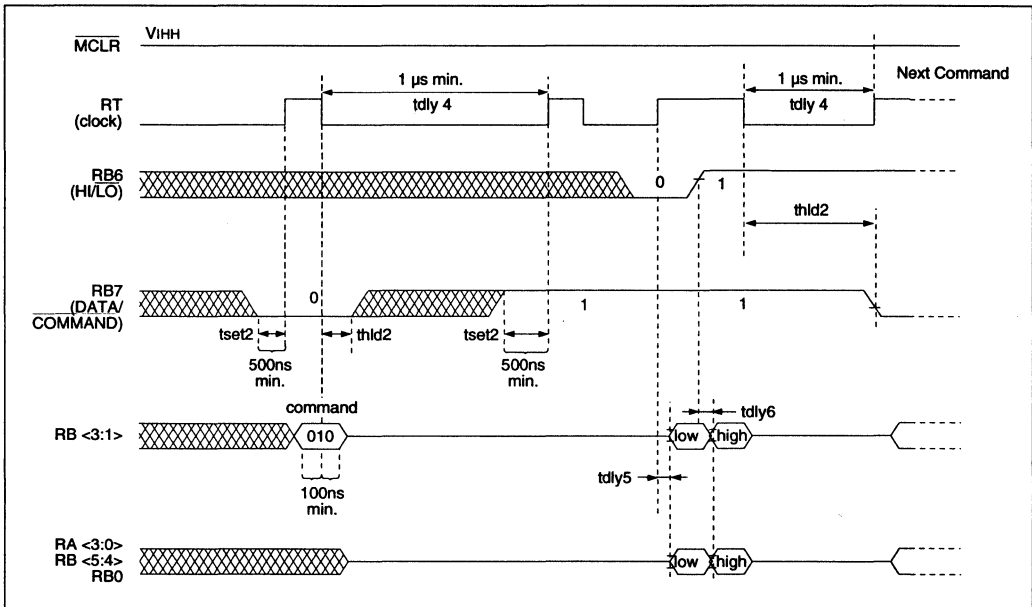 VIHH
MCLR
1 µs min.
1 µs min.
Next Command
RT
(clock)
tdly 4
tdly 4
RB6
(HI/LO)
0
1
thld2
RB7
(DATA/
COMMAND)
0
1
1
tset2
thld2
tset2
500ns
min.
500ns
min.
command
tdly6
RB <3:1>
010
low
high
100ns
min.
tdly5
RA <3:0>
RB <5:4>
RB0
low
high